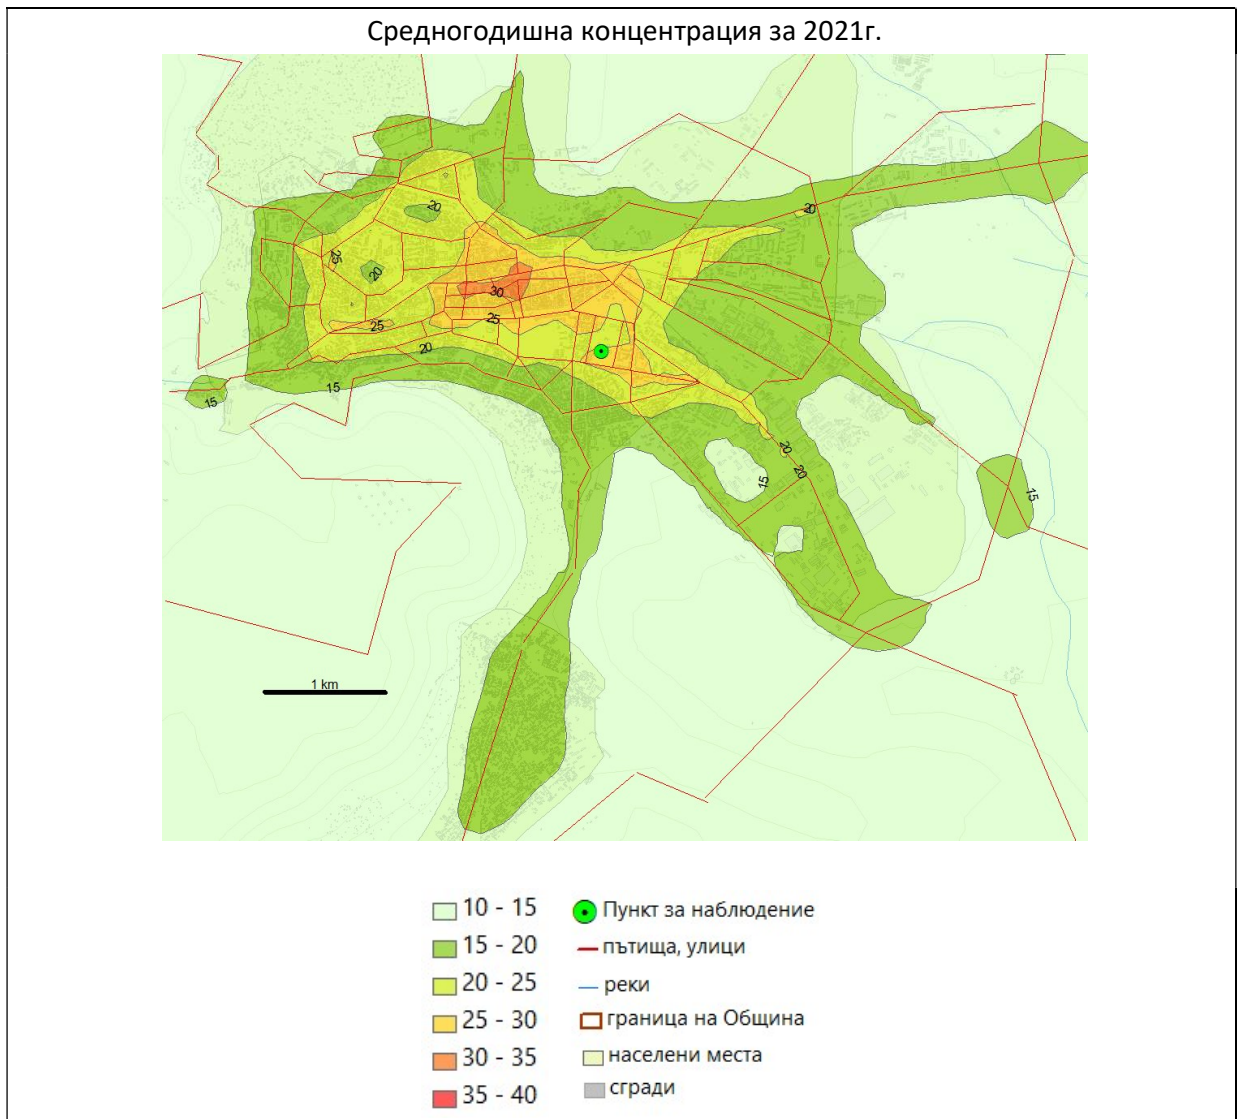 Средногодишна концентрация за 2021г.
20
20
25
20
30
25
25
20
15
15
20
20
15
15
1 km
10 - 15
Пункт за наблюдение
15 - 20
пътища, улици
20 - 25
реки
25 - 30
граница на Община
30 - 35
населени места
35 - 40
сгради